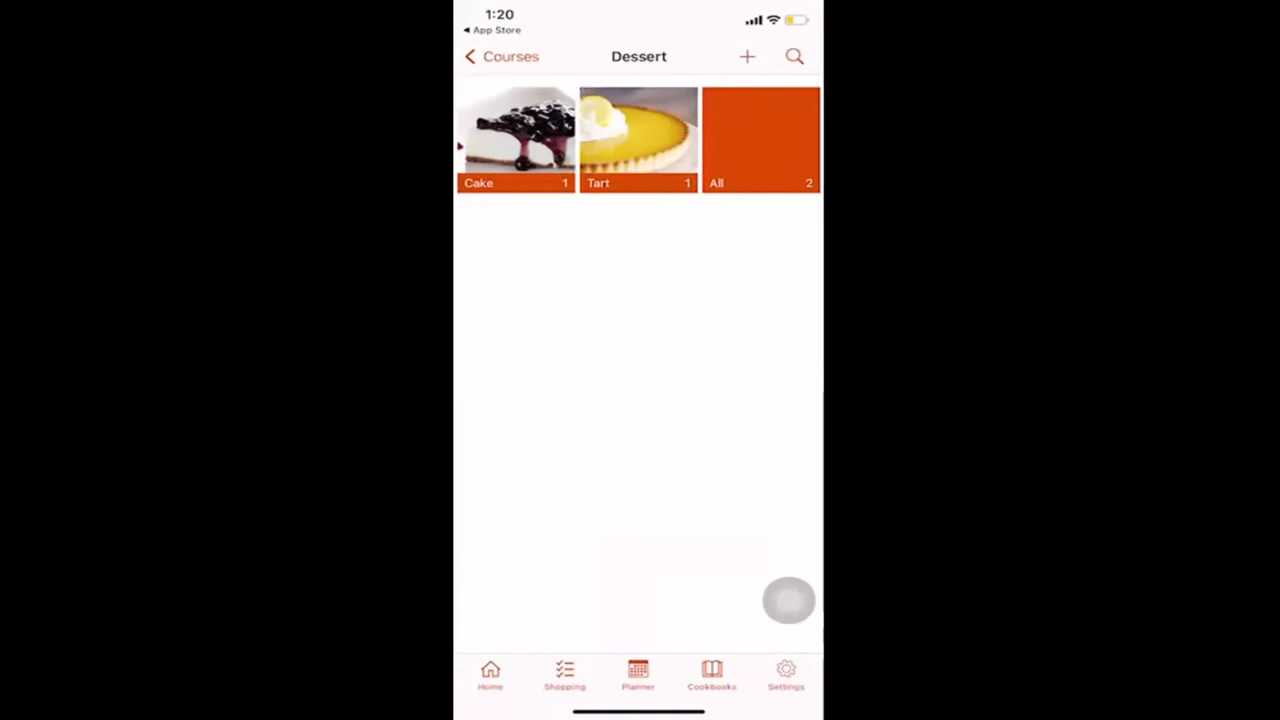 1:20
◀ App Store
Courses
Dessert
Cake 1
Tart 1
All 2
Home
Shopping
Planner
Cookbooks
Settings